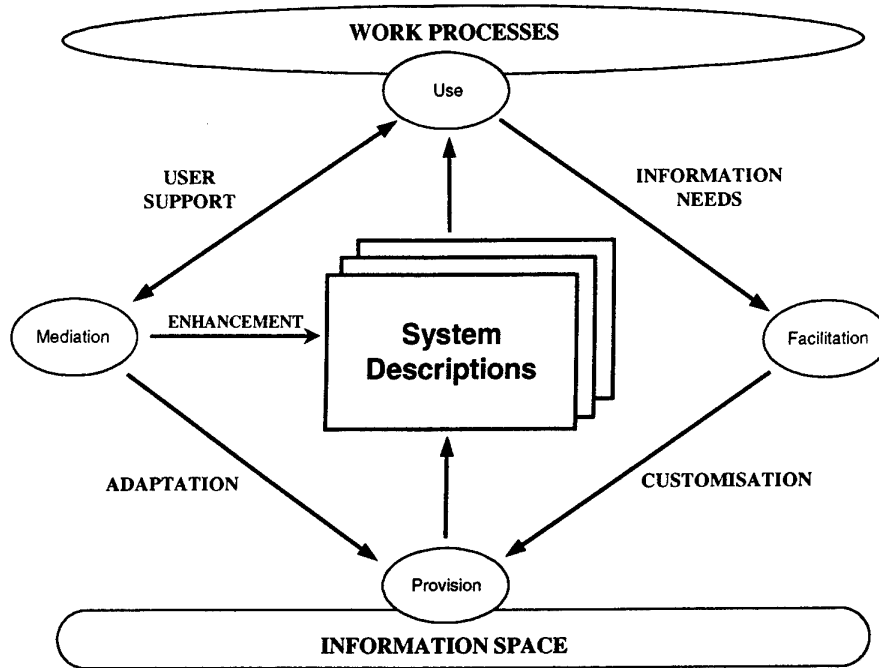 WORK PROCESSES
Use
USER
SUPPORT
INFORMATION
NEEDS
Mediation
ENHANCEMENT
System
Descriptions
Facilitation
ADAPTATION
CUSTOMISATION
Provision
INFORMATION SPACE